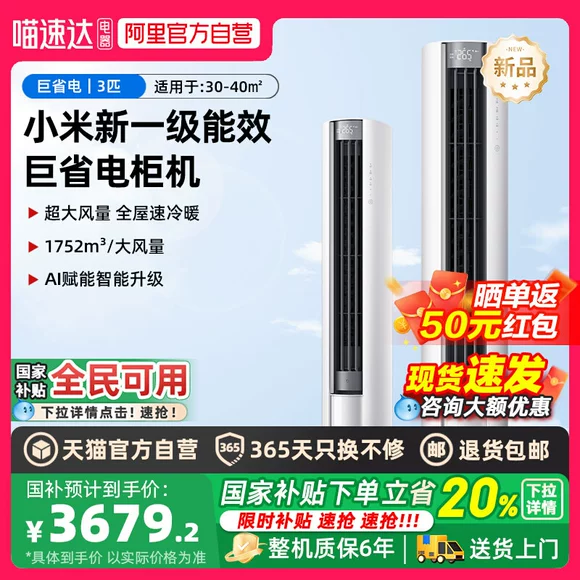 喵速达电器 阿里官方自营
巨省电 | 3匹 适用于:30-40㎡
小米新一级能效
巨省电柜机
超大风量 全屋速冷暖
1752m³/大风量
AI赋能智能升级
NEW
新品
26.5
26.5
晒单返
50元红包
现货速发
咨询大额优惠
国家
补贴
全民可用
下拉详情点击! 速抢!
天猫官方自营
365 365天只换不修
退货包邮
国补预计到手价:
¥3679.2
*具体到手价 以实际价格为准
国家补贴下单立省20%
下拉
详情
限时补贴 速抢 速抢!!!
整机质保6年
送货上门